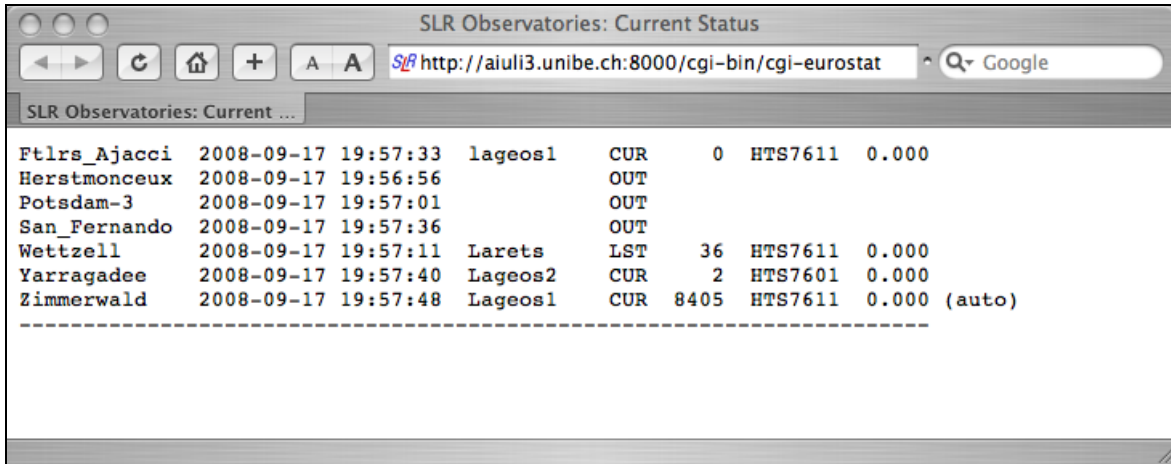 SLR Observatories: Current Status
A A SLR http://aiuli3.unibe.ch:8000/cgi-bin/cgi-eurostat Google
SLR Observatories: Current ...
Ftlrs_Ajacci 2008-09-17 19:57:33 lageos1 CUR 0 HTS7611 0.000
Herstmonceux 2008-09-17 19:56:56 OUT
Potsdam-3 2008-09-17 19:57:01 OUT
San_Fernando 2008-09-17 19:57:36 OUT
Wettzell 2008-09-17 19:57:11 Larets LST 36 HTS7611 0.000
Yarragadee 2008-09-17 19:57:40 Lageos2 CUR 2 HTS7601 0.000
Zimmerwald 2008-09-17 19:57:48 Lageos1 CUR 8405 HTS7611 0.000 (auto)
-----------------------------------------------------------------------